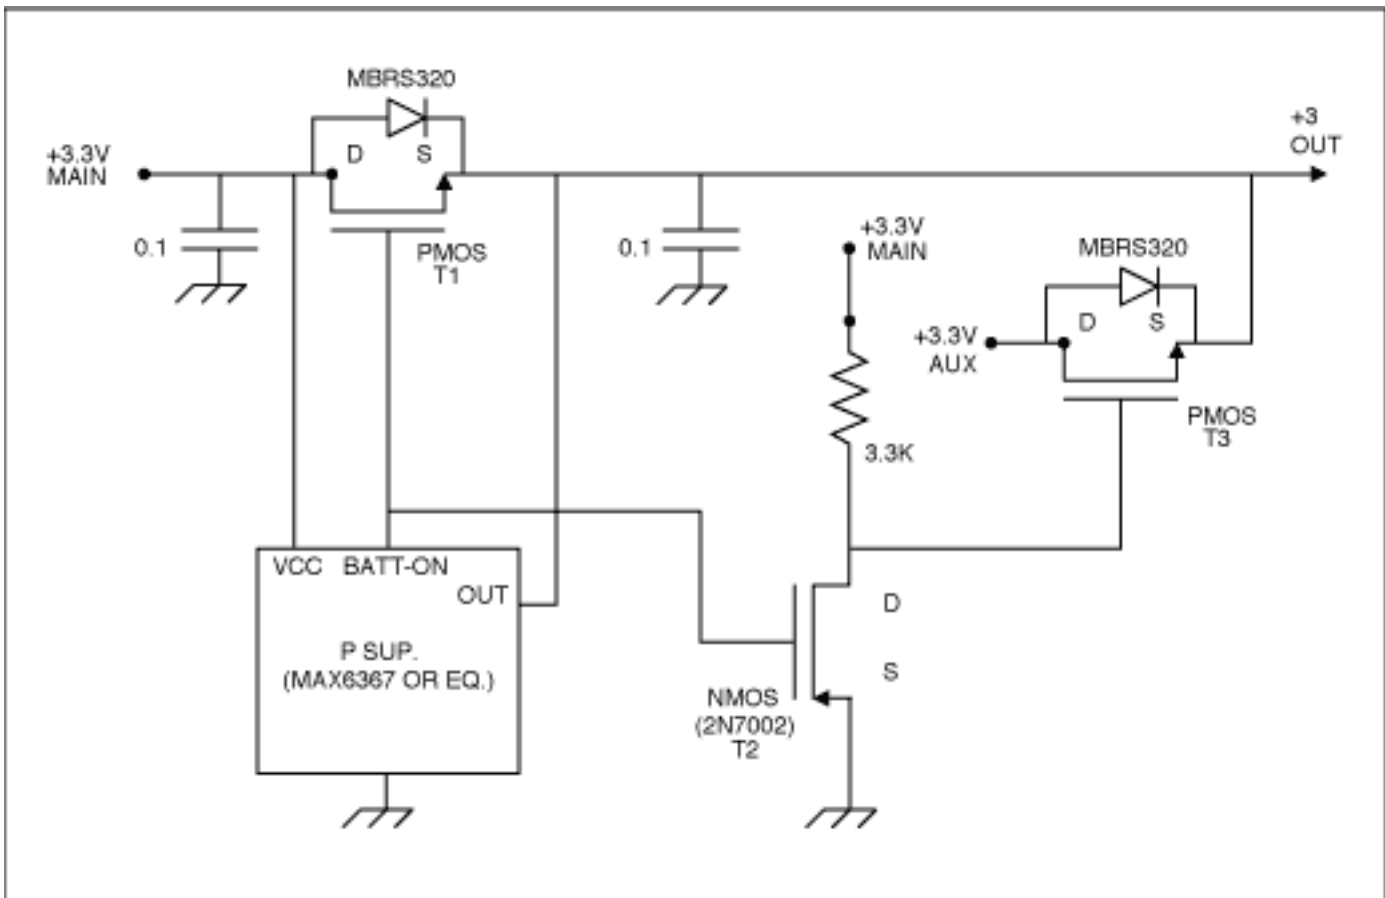 MBRS320
+3
OUT
+3.3V
MAIN
D S
0.1
PMOS
T1
0.1
+3.3V
MAIN
MBRS320
D S
+3.3V
AUX
PMOS
T3
3.3K
VCC BATT-ON
OUT
P SUP.
(MAX6367 OR EQ.)
D
S
NMOS
(2N7002)
T2